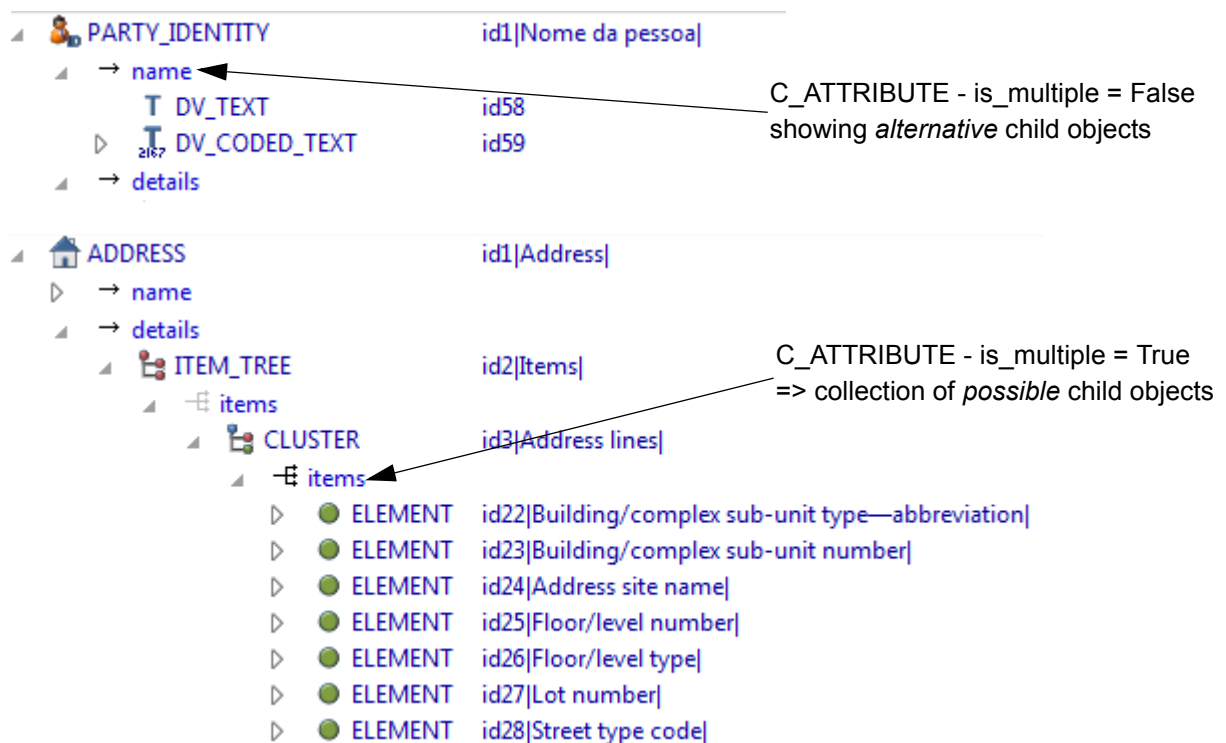 PARTY_IDENTITY id1|Nome da pessoa|
name
C_ATTRIBUTE - is_multiple = False
showing alternative child objects
T DV_TEXT id58
T 2167 DV_CODED_TEXT id59
details
ADDRESS id1|Address|
name
details
C_ATTRIBUTE - is_multiple = True
=> collection of possible child objects
ITEM_TREE id2|Items|
items
CLUSTER id3|Address lines|
items
ELEMENT id22|Building/complex sub-unit type—abbreviation|
ELEMENT id23|Building/complex sub-unit number|
ELEMENT id24|Address site name|
ELEMENT id25|Floor/level number|
ELEMENT id26|Floor/level type|
ELEMENT id27|Lot number|
ELEMENT id28|Street type code|